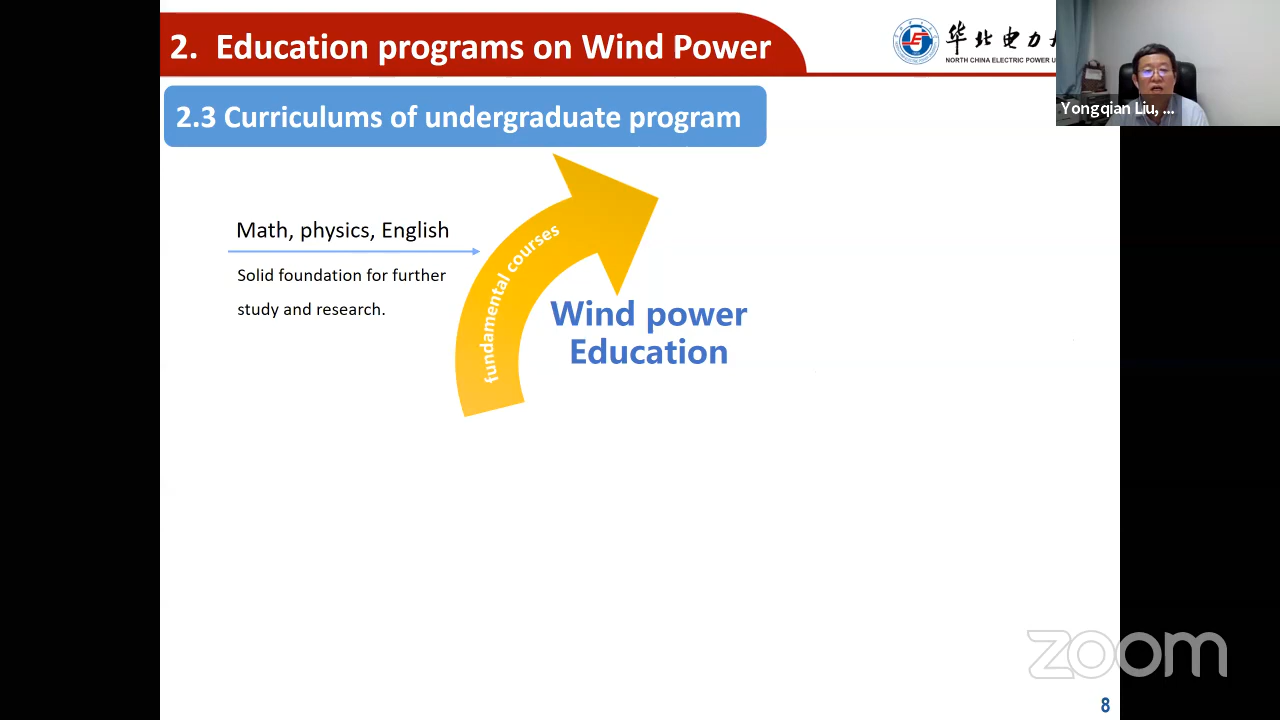 2. Education programs on Wind Power
华北电力
NORTH CHINA ELECTRIC POWER
Yongqian Liu, ...
2.3 Curriculums of undergraduate program
Math, physics, English
Solid foundation for further
study and research.
fundamental courses
Wind power
Education
zoom
8